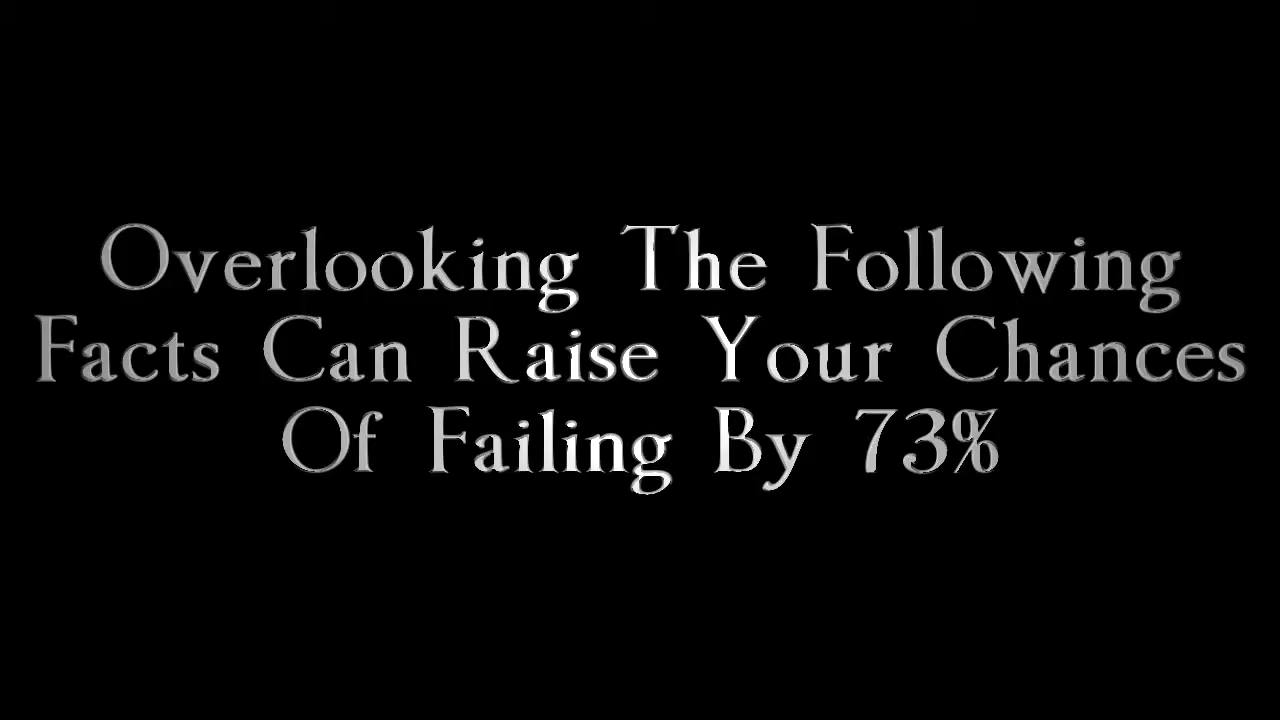 Overlooking The Following
Facts Can Raise Your Chances
Of Failing By 73%